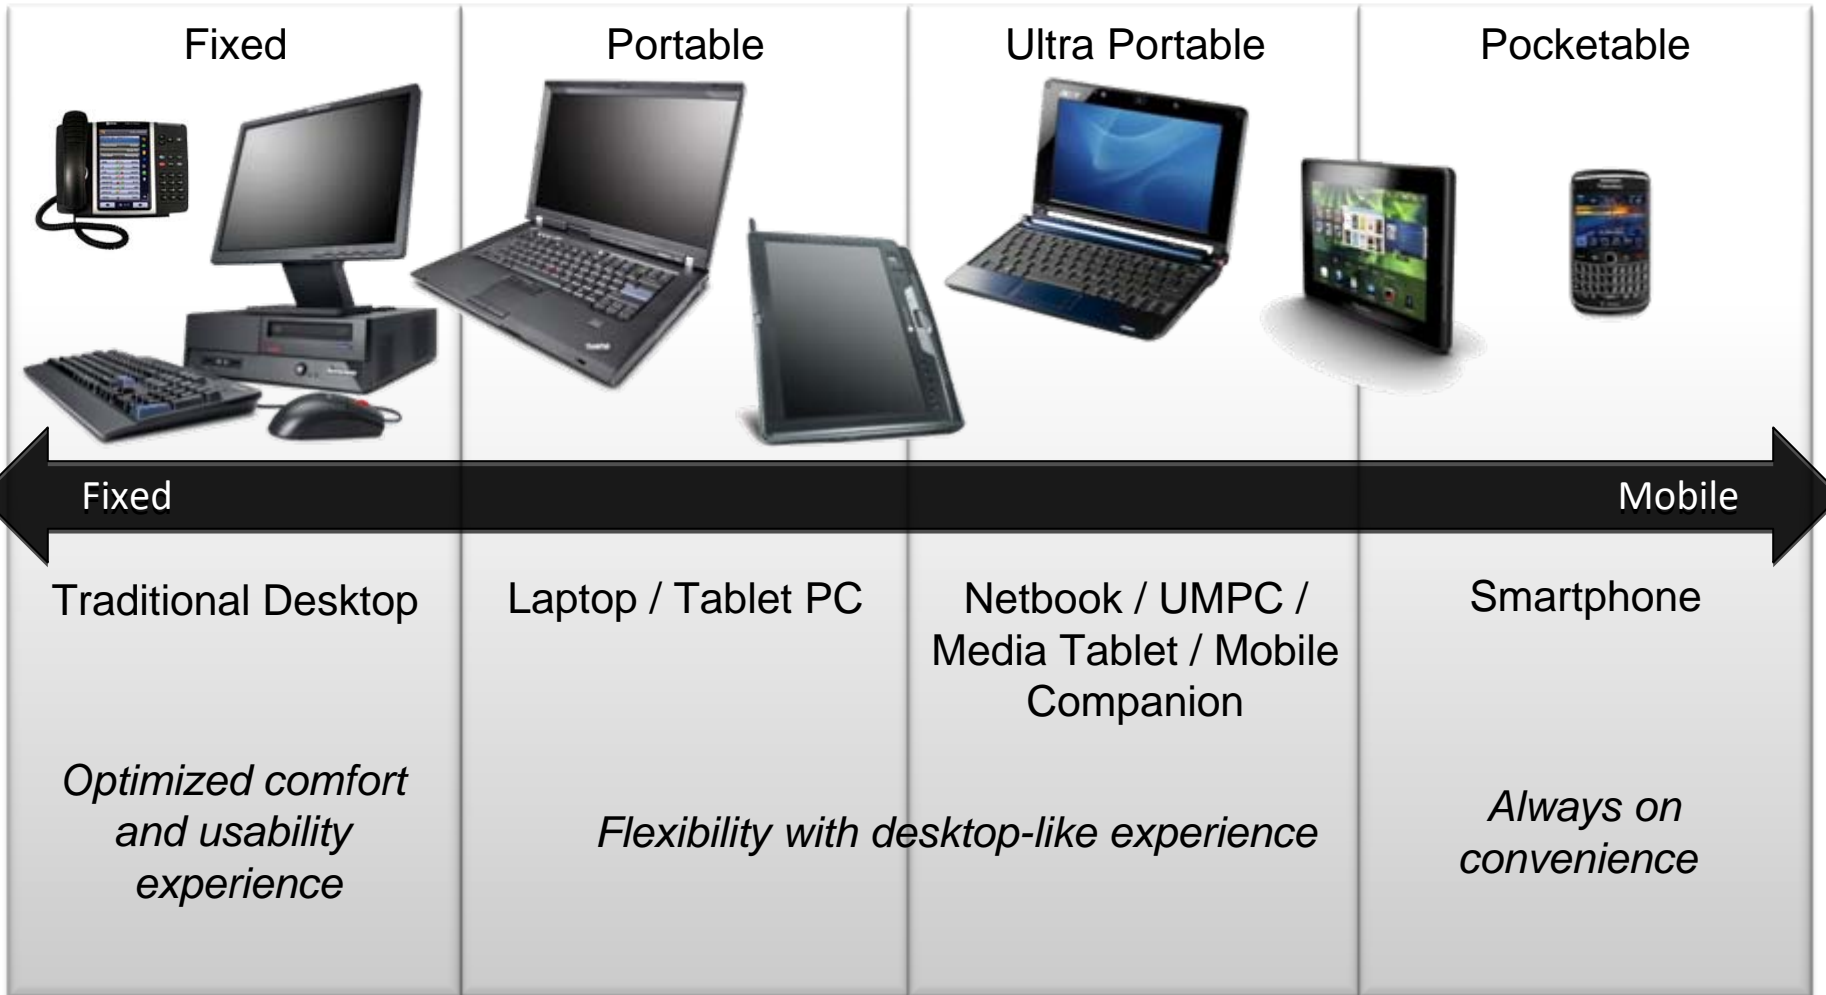 Fixed
Portable
Ultra Portable
Pocketable
Fixed
Mobile
Traditional Desktop
Laptop / Tablet PC
Netbook / UMPC /
Media Tablet / Mobile
Companion
Smartphone
Optimized comfort
and usability
experience
Flexibility with desktop-like experience
Always on
convenience